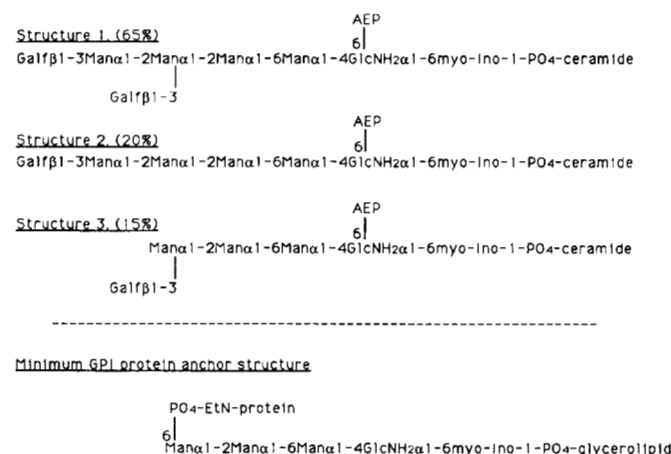 AEP
Structure 1. (65%)
6
Galfβ1-3Manα1-2Manα1-2Manα1-6Manα1-4GlcNH2α1-6myo-Ino-1-PO4-ceramide
Galfβ1-3
AEP
Structure 2. (20%)
6
Galfβ1-3Manα1-2Manα1-2Manα1-6Manα1-4GlcNH2α1-6myo-Ino-1-PO4-ceramide
AEP
Structure 3. (15%)
6
Manα1-2Manα1-6Manα1-4GlcNH2α1-6myo-Ino-1-PO4-ceramide
Galfβ1-3
Minimum GPI protein anchor structure
PO4-EtN-protein
6
Manα1-2Manα1-6Manα1-4GlcNH2α1-6myo-Ino-1-PO4-glycerolipid